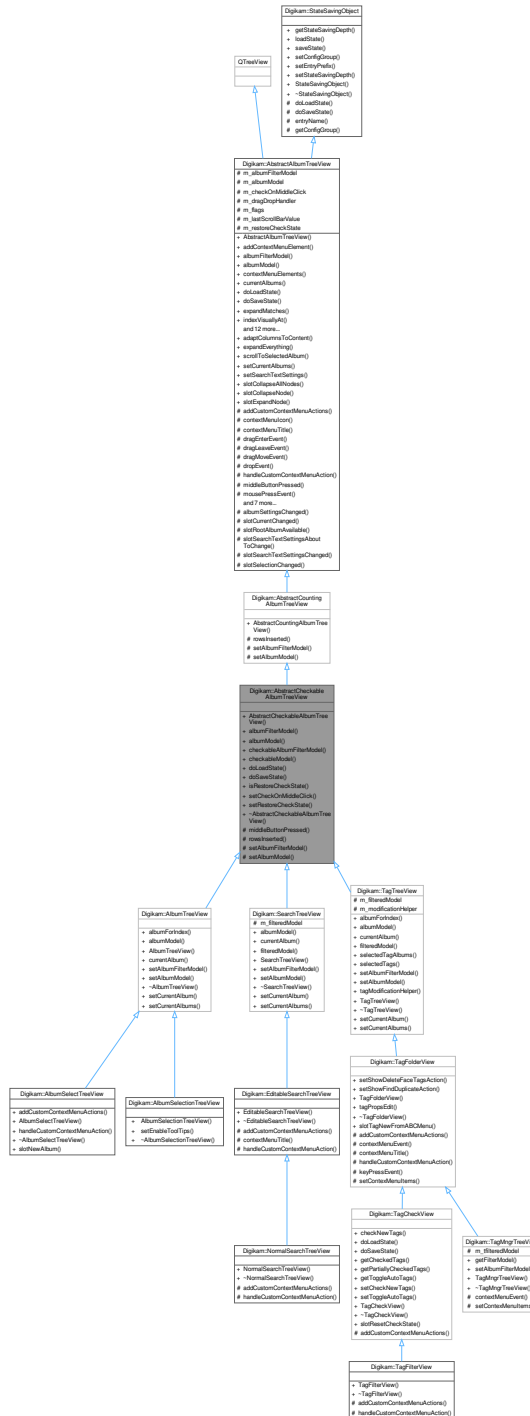 Digikam::StateSavingObject
+ getStateSavingDepth()
+ loadState()
+ saveState()
+ setConfigGroup()
+ setEntryPrefix()
+ setStateSavingDepth()
+ StateSavingObject()
+ ~StateSavingObject()
# doLoadState()
# doSaveState()
# entryName()
# getConfigGroup()
QTreeView
Digikam::AbstractAlbumTreeView
# m_albumFilterModel
# m_albumModel
# m_checkOnMiddleClick
# m_dragDropHandler
# m_flags
# m_lastScrollBarValue
# m_restoreCheckState
+ AbstractAlbumTreeView()
+ addContextMenuElement()
+ albumFilterModel()
+ albumModel()
+ contextMenuElements()
+ currentAlbums()
+ doLoadState()
+ doSaveState()
+ expandMatches()
+ indexVisuallyAt()
and 12 more...
+ adaptColumnsToContent()
+ expandEverything()
+ scrollToSelectedAlbum()
+ setCurrentAlbums()
+ setSearchTextSettings()
+ slotCollapseAllNodes()
+ slotCollapseNode()
+ slotExpandNode()
# addCustomContextMenuActions()
# contextMenuIcon()
# contextMenuTitle()
# dragEnterEvent()
# dragLeaveEvent()
# dragMoveEvent()
# dropEvent()
# handleCustomContextMenuAction()
# middleButtonPressed()
# mousePressEvent()
and 7 more...
# albumSettingsChanged()
# slotCurrentChanged()
# slotRootAlbumAvailable()
# slotSearchTextSettingsAbout
ToChange()
# slotSearchTextSettingsChanged()
# slotSelectionChanged()
Digikam::AbstractCounting
AlbumTreeView
+ AbstractCountingAlbumTree
View()
# rowsInserted()
# setAlbumFilterModel()
# setAlbumModel()
Digikam::AbstractCheckable
AlbumTreeView
+ AbstractCheckableAlbumTree
View()
+ albumFilterModel()
+ albumModel()
+ checkableAlbumFilterModel()
+ checkableModel()
+ doLoadState()
+ doSaveState()
+ isRestoreCheckState()
+ setCheckOnMiddleClick()
+ setRestoreCheckState()
+ ~AbstractCheckableAlbumTree
View()
# middleButtonPressed()
# rowsInserted()
# setAlbumFilterModel()
# setAlbumModel()
Digikam::AlbumTreeView
+ albumForIndex()
+ albumModel()
+ AlbumTreeView()
+ currentAlbum()
+ setAlbumFilterModel()
+ setAlbumModel()
+ ~AlbumTreeView()
+ setCurrentAlbum()
+ setCurrentAlbums()
Digikam::SearchTreeView
# m_filteredModel
+ albumModel()
+ currentAlbum()
+ filteredModel()
+ SearchTreeView()
+ setAlbumFilterModel()
+ setAlbumModel()
+ ~SearchTreeView()
+ setCurrentAlbum()
+ setCurrentAlbums()
Digikam::TagTreeView
# m_filteredModel
# m_modificationHelper
+ albumForIndex()
+ albumModel()
+ currentAlbum()
+ filteredModel()
+ selectedTagAlbums()
+ selectedTags()
+ setAlbumFilterModel()
+ setAlbumModel()
+ tagModificationHelper()
+ TagTreeView()
+ ~TagTreeView()
+ setCurrentAlbum()
+ setCurrentAlbums()
Digikam::AlbumSelectTreeView
+ addCustomContextMenuActions()
+ AlbumSelectTreeView()
+ handleCustomContextMenuAction()
+ ~AlbumSelectTreeView()
+ slotNewAlbum()
Digikam::AlbumSelectionTreeView
+ AlbumSelectionTreeView()
+ setEnableToolTips()
+ ~AlbumSelectionTreeView()
Digikam::EditableSearchTreeView
+ EditableSearchTreeView()
+ ~EditableSearchTreeView()
# addCustomContextMenuActions()
# contextMenuTitle()
# handleCustomContextMenuAction()
Digikam::TagFolderView
+ setShowDeleteFaceTagsAction()
+ setShowFindDuplicateAction()
+ TagFolderView()
+ tagPropsEdit()
+ ~TagFolderView()
+ slotTagNewFromABCMenu()
# addCustomContextMenuActions()
# contextMenuEvent()
# contextMenuTitle()
# handleCustomContextMenuAction()
# keyPressEvent()
# setContexMenuItems()
Digikam::NormalSearchTreeView
+ NormalSearchTreeView()
+ ~NormalSearchTreeView()
# addCustomContextMenuActions()
# handleCustomContextMenuAction()
Digikam::TagCheckView
+ checkNewTags()
+ doLoadState()
+ doSaveState()
+ getCheckedTags()
+ getPartiallyCheckedTags()
+ getToggleAutoTags()
+ setCheckNewTags()
+ setToggleAutoTags()
+ TagCheckView()
+ ~TagCheckView()
+ slotResetCheckState()
# addCustomContextMenuActions()
Digikam::TagMngrTreeVie
# m_tfilteredModel
+ getFilterModel()
+ setAlbumFilterModel(
+ TagMngrTreeView()
+ ~TagMngrTreeView()
# contextMenuEvent()
# setContexMenuItems(
Digikam::TagFilterView
+ TagFilterView()
+ ~TagFilterView()
# addCustomContextMenuActions()
# handleCustomContextMenuAction()